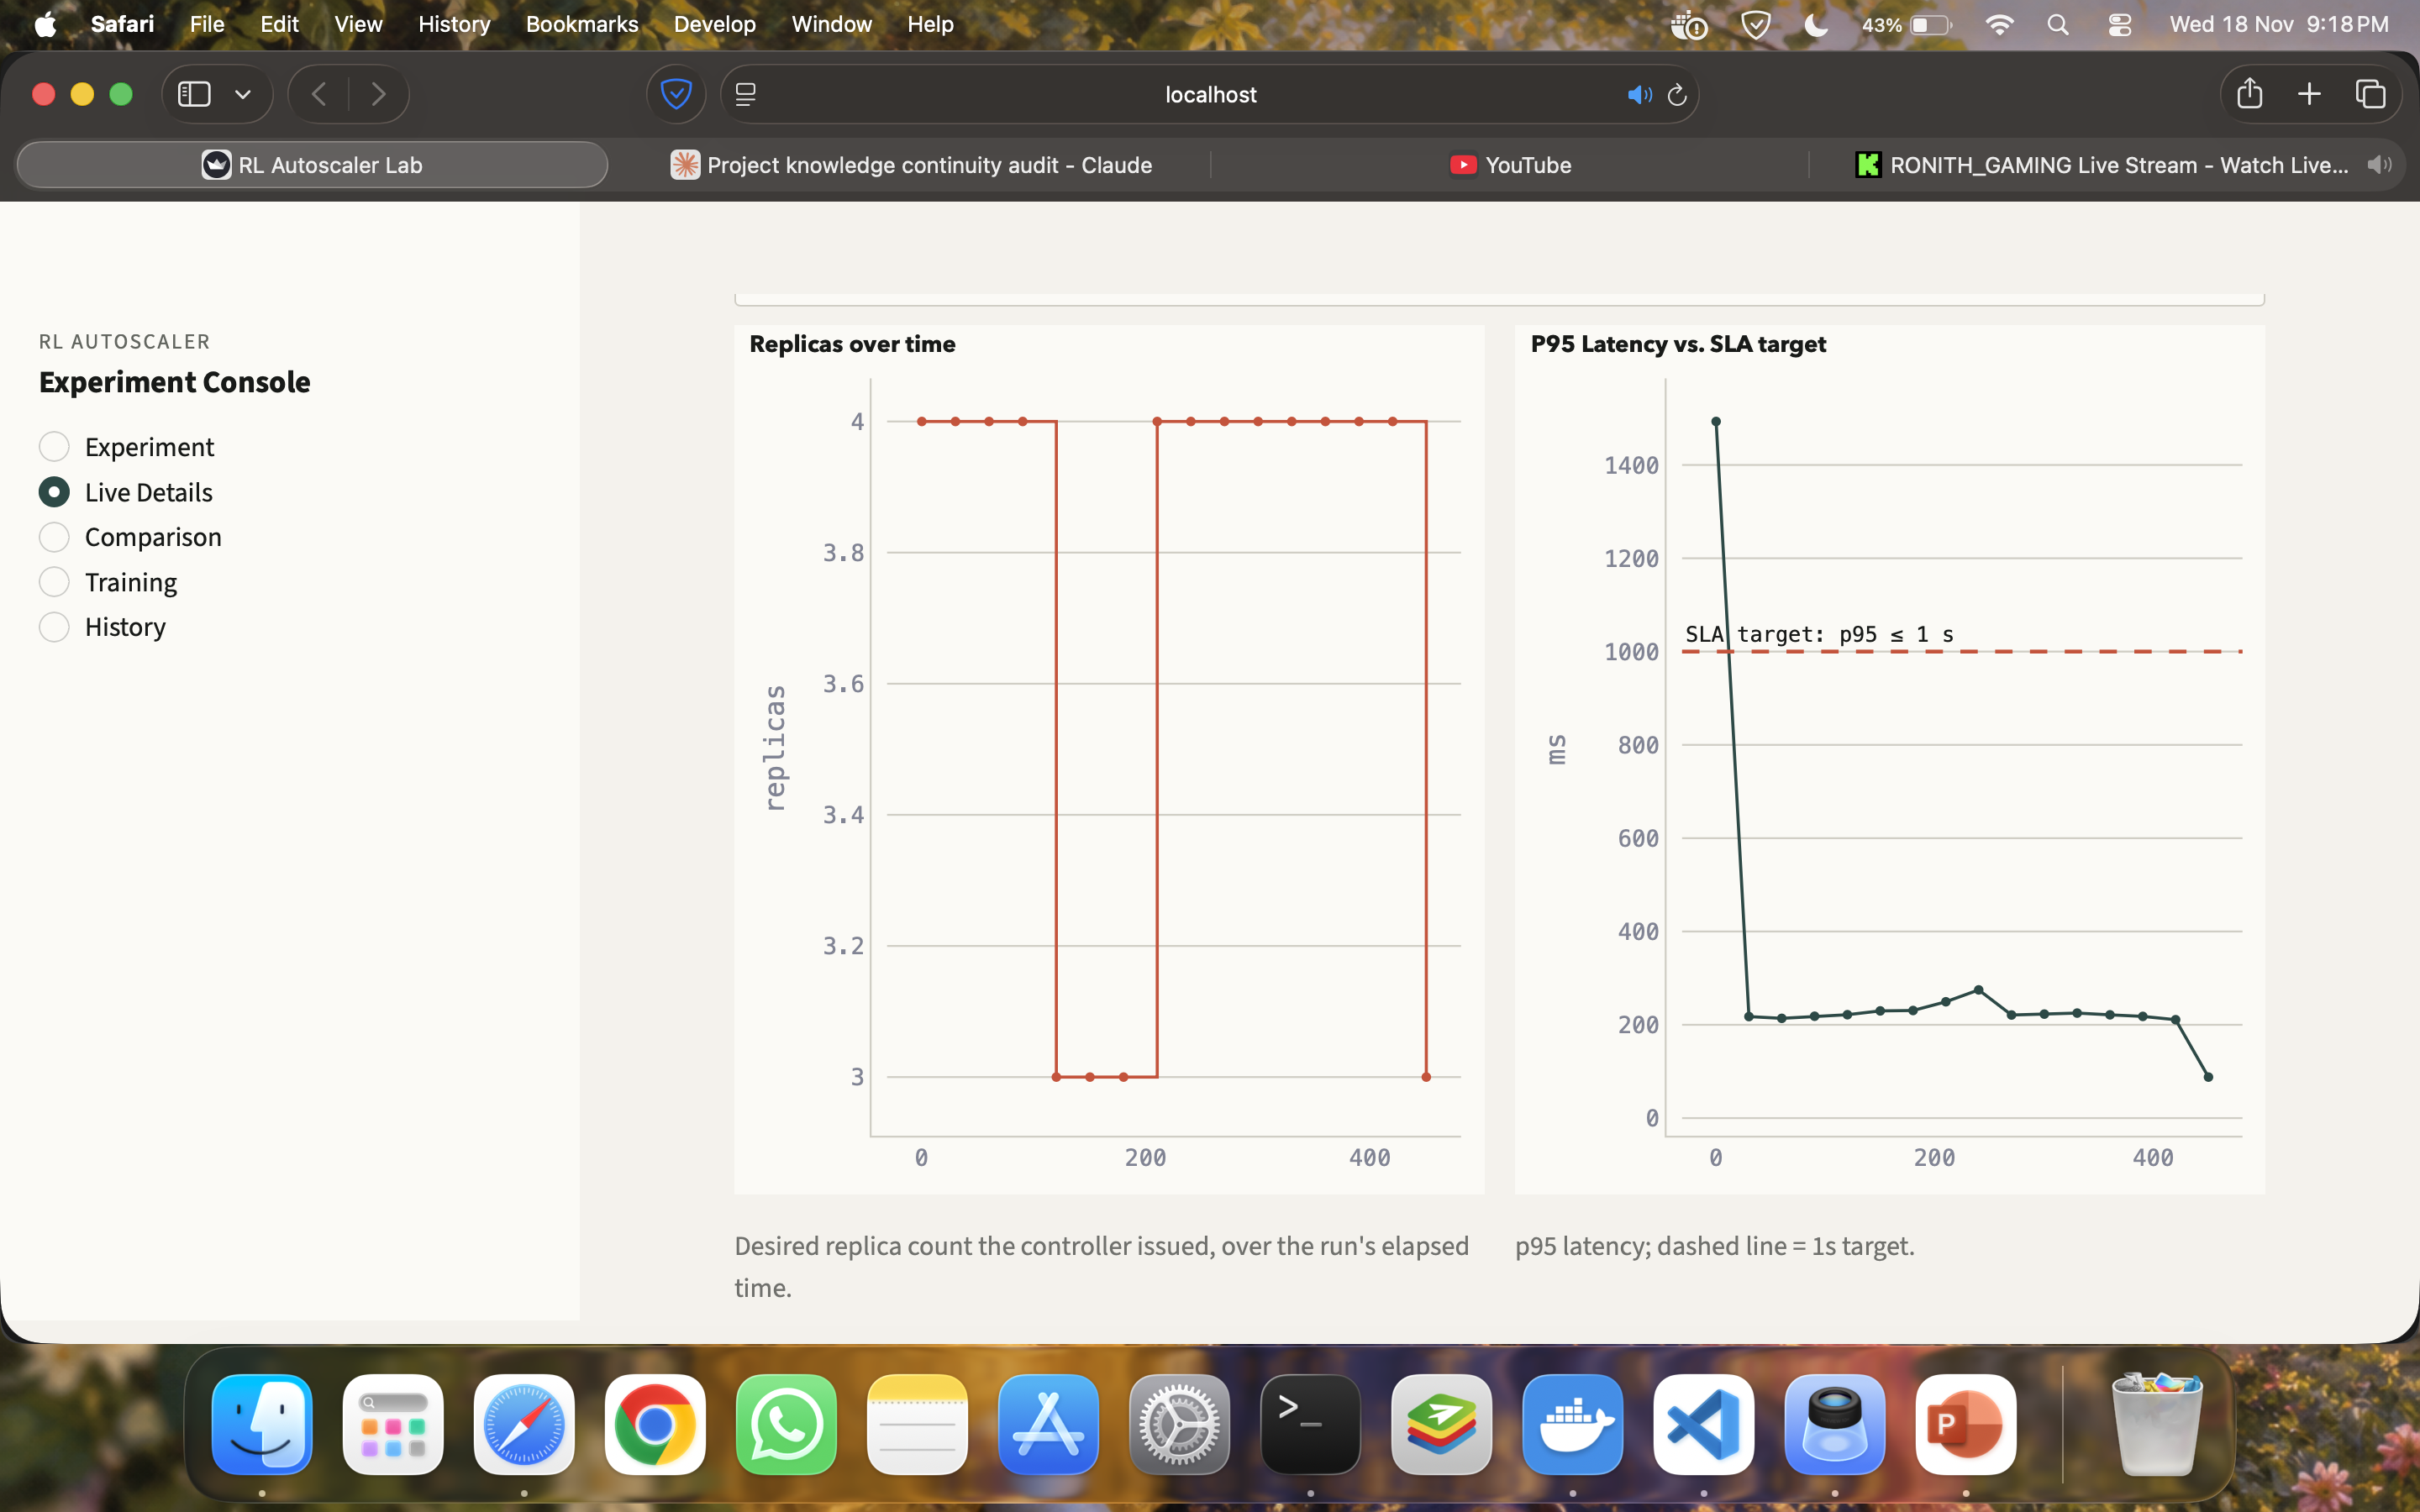 Safari File Edit View History Bookmarks Develop Window Help 43% Wed 18 Nov 9:18 PM
localhost
RL Autoscaler Lab Project knowledge continuity audit - Claude YouTube RONITH_GAMING Live Stream - Watch Live...
RL AUTOSCALER
Experiment Console
Experiment
Live Details
Comparison
Training
History
Replicas over time
4
3.8
3.6
3.4
3.2
3
replicas
0 200 400
Desired replica count the controller issued, over the run's elapsed
time.
P95 Latency vs. SLA target
1400
1200
SLA target: p95 ≤ 1 s
1000
800
600
400
200
0
ms
0 200 400
p95 latency; dashed line = 1s target.
>_
P